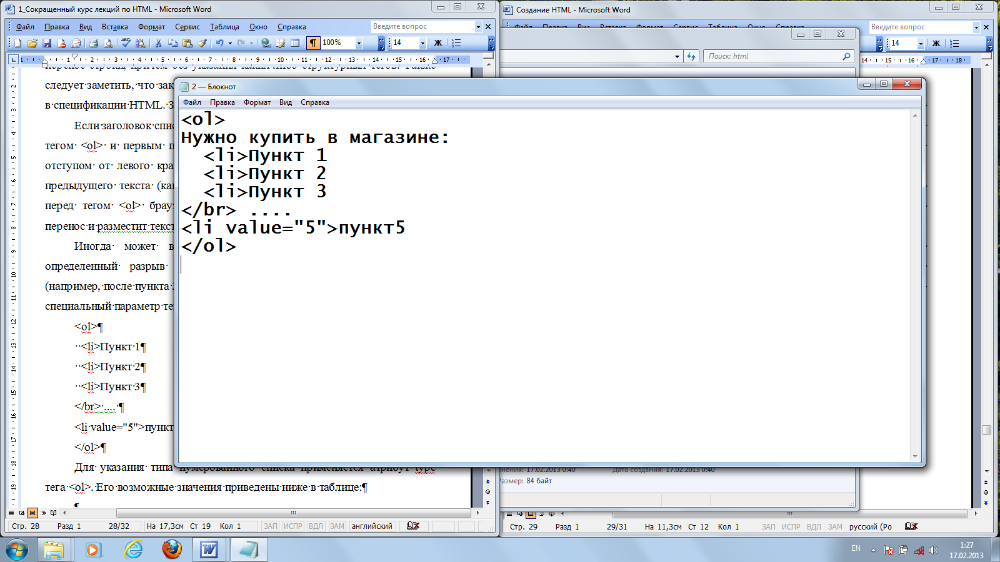 1_Сокращенный курс лекций по HTML - Microsoft Word
Файл Правка Вид Вставка Формат Сервис Таблица Окно Справка
Введите вопрос
100% 14 Ж
следует·заметить,·что·зак
в·спецификации·HTML.·З
Если·заголовок·спис
тегом· <ol>· и· первым· п
отступом· от· левого· кра
предыдущего· текста· (как
перед· тегом· <ol>· брауз
перенос·и·разместит·текст
Иногда· может· в
определенный· разрыв·
(например,·после·пункта·
специальный·параметр·те
<ol>¶
··<li>Пункт·1¶
··<li>Пункт·2¶
··<li>Пункт·3¶
</br>·....·¶
<li·value="5">пункт
</ol>¶
Для· указания· типа· нумерованного· списка· применяется· атрибут· type
тега·<ol>.·Его·возможные·значения·приведены·ниже·в·таблице:¶
¶
Стр. 28 Разд 1 28/32 На 17,3см Ст 19 Кол 1 ЗАП ИСПР ВДЛ ЗАМ английский
Создание HTML - Microsoft Word
Введите вопрос
14 Ж
Поиск: html
2 — Блокнот
Файл Правка Формат Вид Справка
<ol>
Нужно купить в магазине:
  <li>Пункт 1
  <li>Пункт 2
  <li>Пункт 3
</br> ....
<li value="5">пункт5
</ol>
енения: 17.02.2013 0:40 Дата создания: 17.02.2013 0:40
Размер: 84 байт
Стр. 29 Разд 1 29/31 На 11,3см Ст 12 Кол 1 ЗАП ИСПР ВДЛ ЗАМ русский (Ро
EN
1:27
17.02.2013